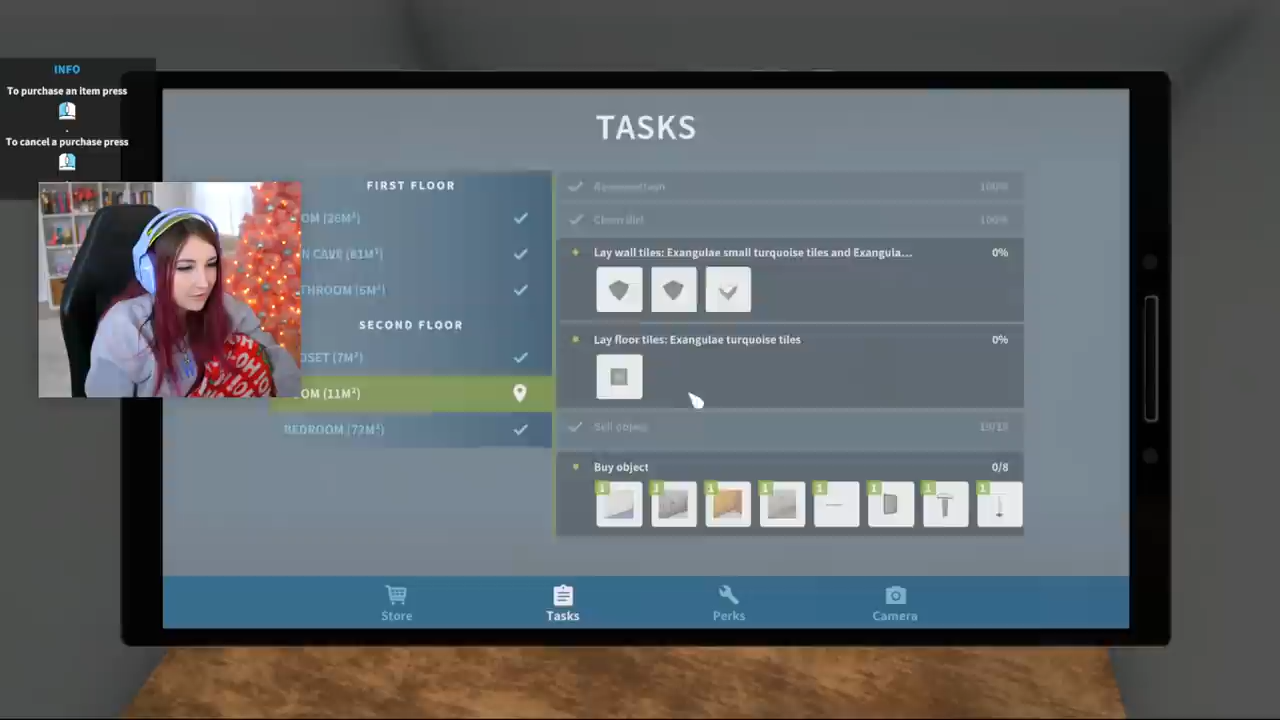 INFO
To purchase an item press
.
To cancel a purchase press
TASKS
FIRST FLOOR
OM (26M²)
N CAVE (81M²)
THROOM (5M²)
SECOND FLOOR
OSET (7M²)
OM (11M²)
BEDROOM (72M²)
100%
100%
Lay wall tiles: Exangulae small turquoise tiles and Exangula...
0%
Lay floor tiles: Exangulae turquoise tiles
0%
Sell object
Buy object
0/8
1 1 1 1 1 1 1 1
Store
Tasks
Perks
Camera